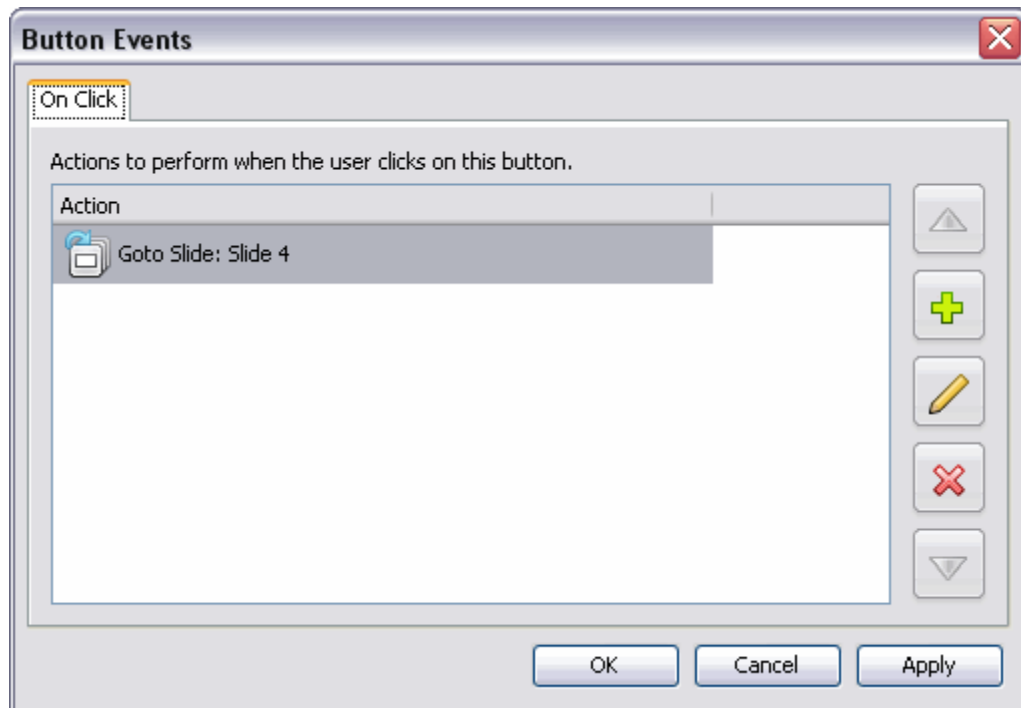 Button Events
On Click
Actions to perform when the user clicks on this button.
Action
Goto Slide: Slide 4
OK
Cancel
Apply